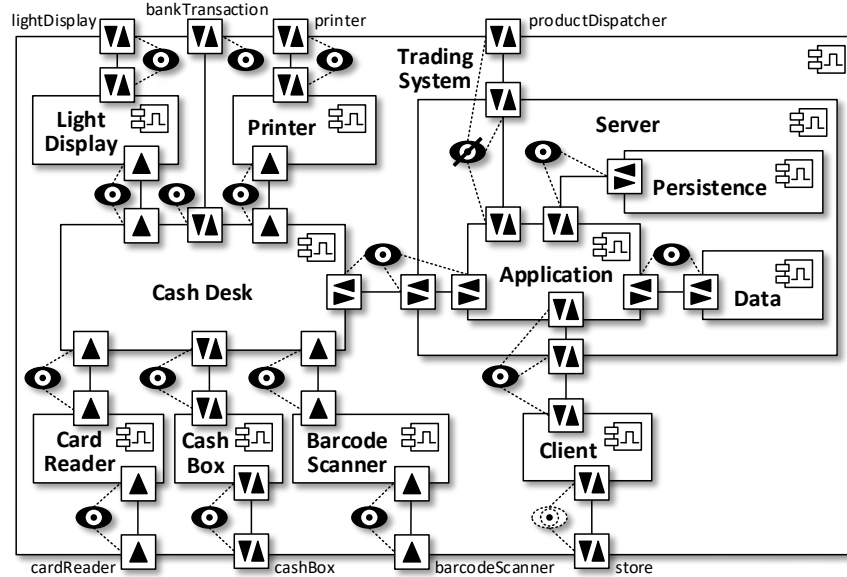 lightDisplay
bankTransaction
printer
productDispatcher
Trading
System
Light
Display
Printer
Server
Persistence
Cash Desk
Application
Data
Card
Reader
Cash
Box
Barcode
Scanner
Client
cardReader
cashBox
barcodeScanner
store